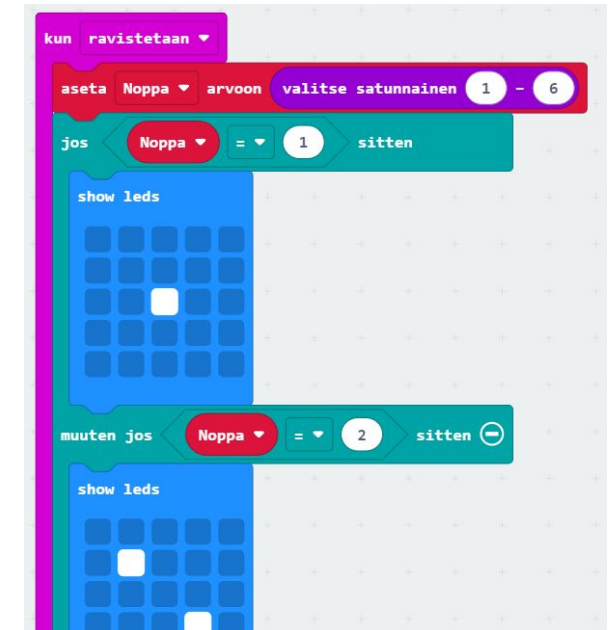 kun ravistetaan
aseta Noppa arvoon valitse satunnainen 1 - 6
jos Noppa = 1 sitten
show leds
muuten jos Noppa = 2 sitten
show leds